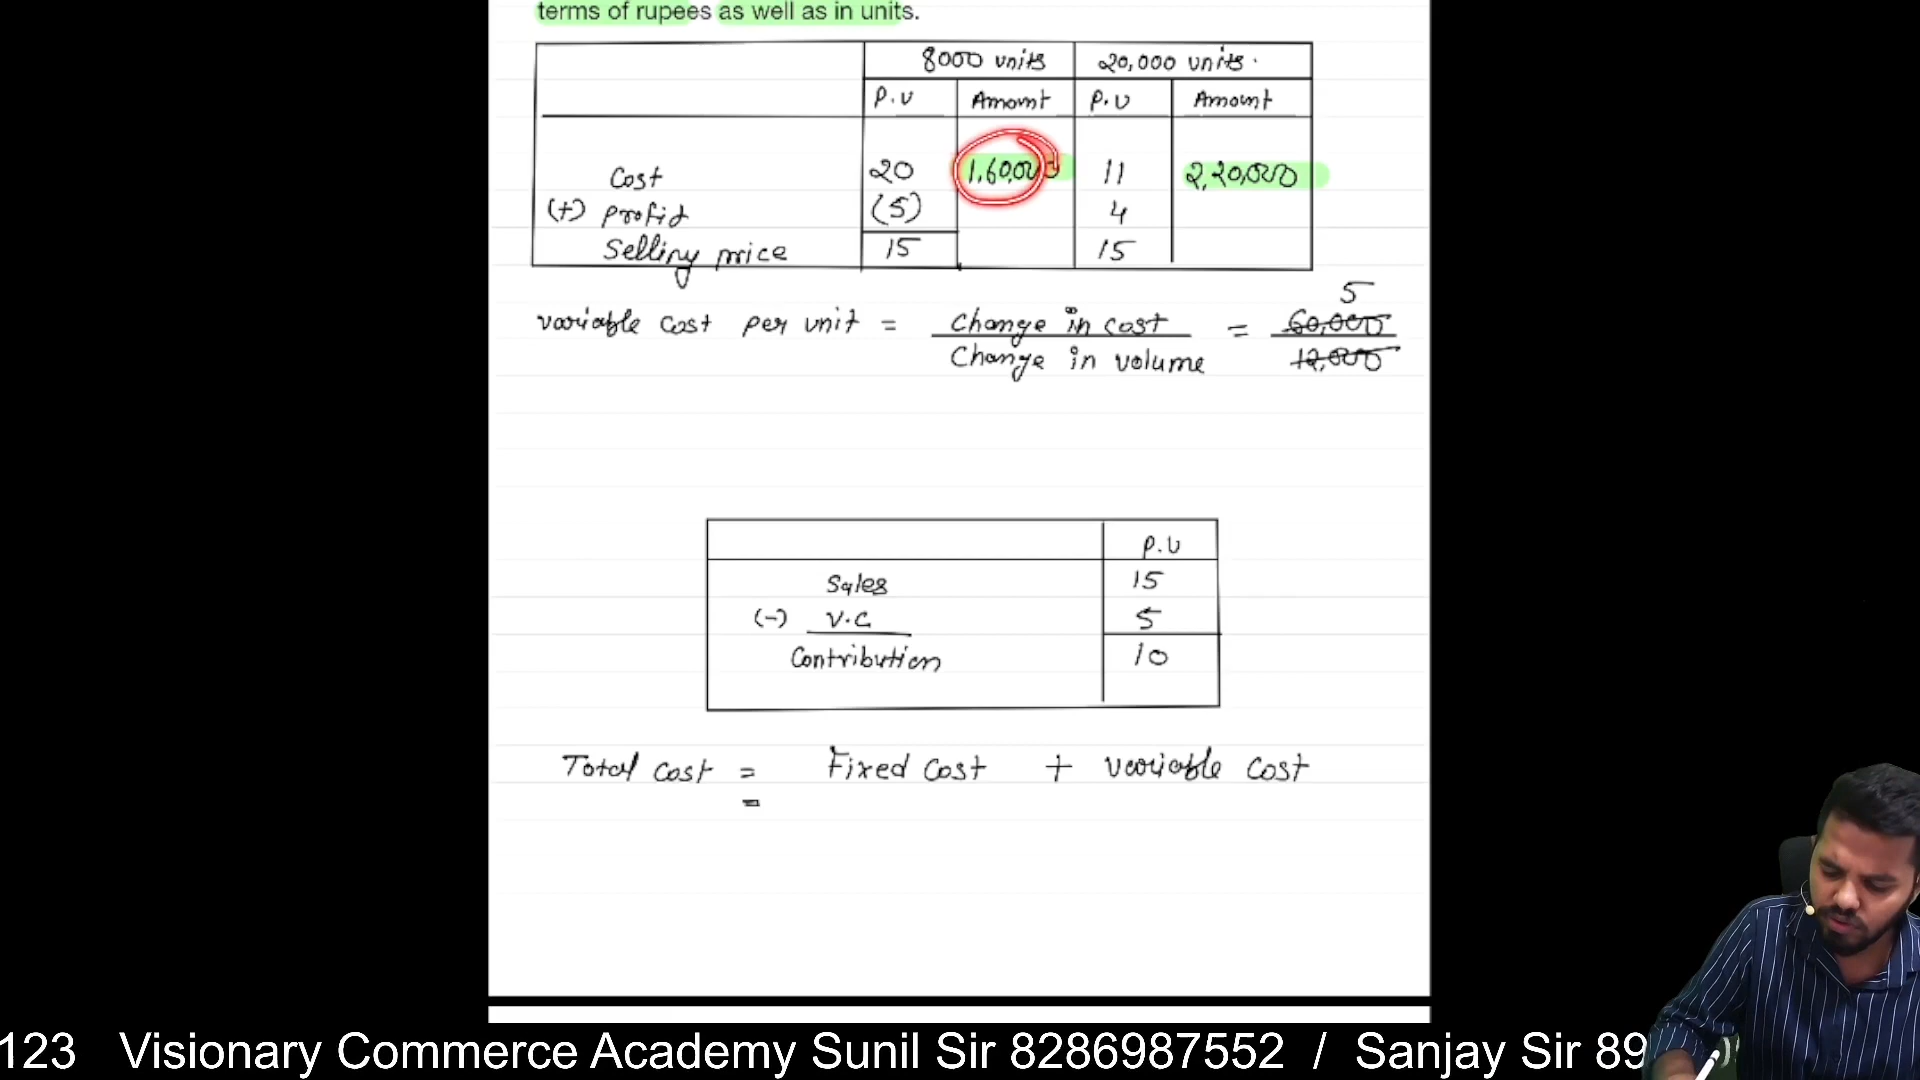 terms of rupees as well as in units.
8000 units 20,000 units.
P.U Amount P.U Amount
Cost 20 1,60,000 11 2,20,000
(+) profit (5) 4
Selling price 15 15
variable cost per unit = Change in cost / Change in volume = 60,000 / 12,000 5
P.U
Sales 15
(-) V.C 5
Contribution 10
Total cost = Fixed cost + variable cost
=
123 Visionary Commerce Academy Sunil Sir 8286987552 / Sanjay Sir 89